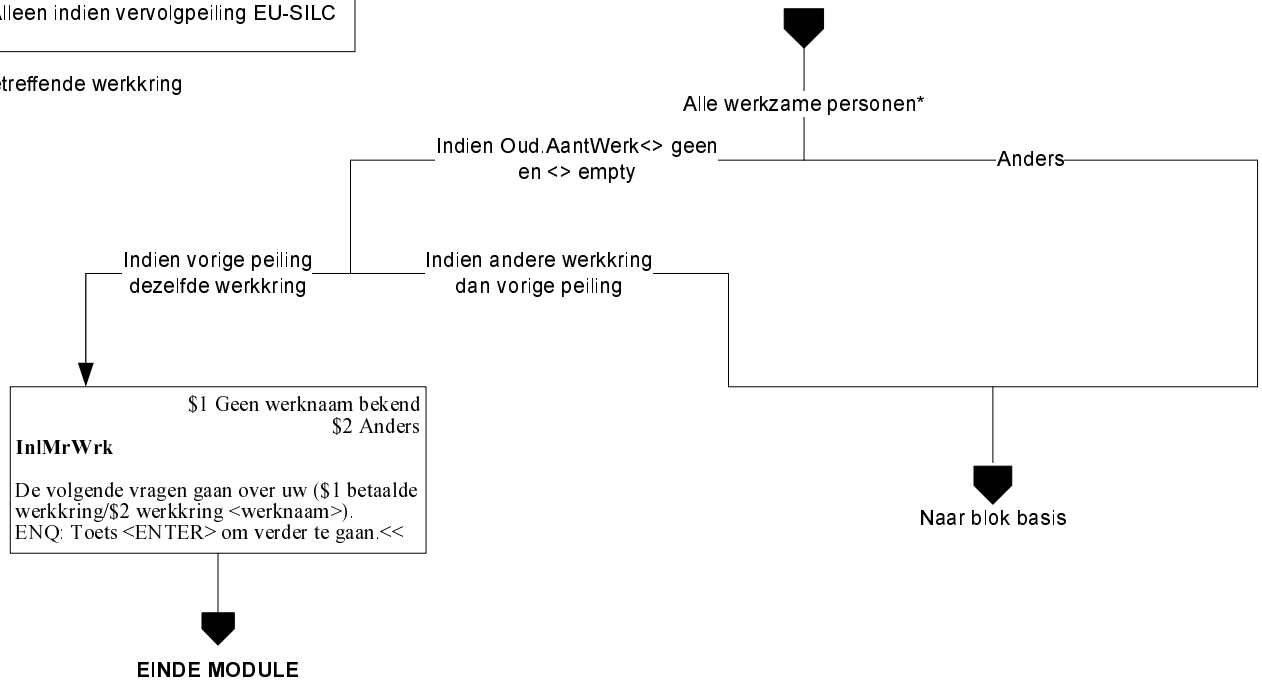 Alleen indien vervolgpeiling EU-SILC
etreffende werkkring
Alle werkzame personen*
Indien Oud.AantWerk<> geen
en <> empty
Anders
Indien vorige peiling
dezelfde werkkring
Indien andere werkkring
dan vorige peiling
$1 Geen werknaam bekend
$2 Anders
InlMrWrk
De volgende vragen gaan over uw ($1 betaalde
werkkring/$2 werkkring <werknaam>).
ENQ: Toets <ENTER> om verder te gaan.<<
Naar blok basis
EINDE MODULE